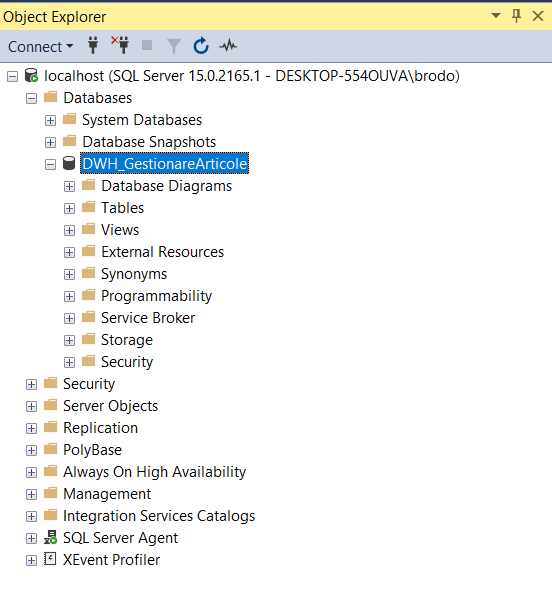 Object Explorer
Connect
localhost (SQL Server 15.0.2165.1 - DESKTOP-554OUVA\brodo)
Databases
System Databases
Database Snapshots
DWH_GestionareArticole
Database Diagrams
Tables
Views
External Resources
Synonyms
Programmability
Service Broker
Storage
Security
Security
Server Objects
Replication
PolyBase
Always On High Availability
Management
Integration Services Catalogs
SQL Server Agent
XEvent Profiler